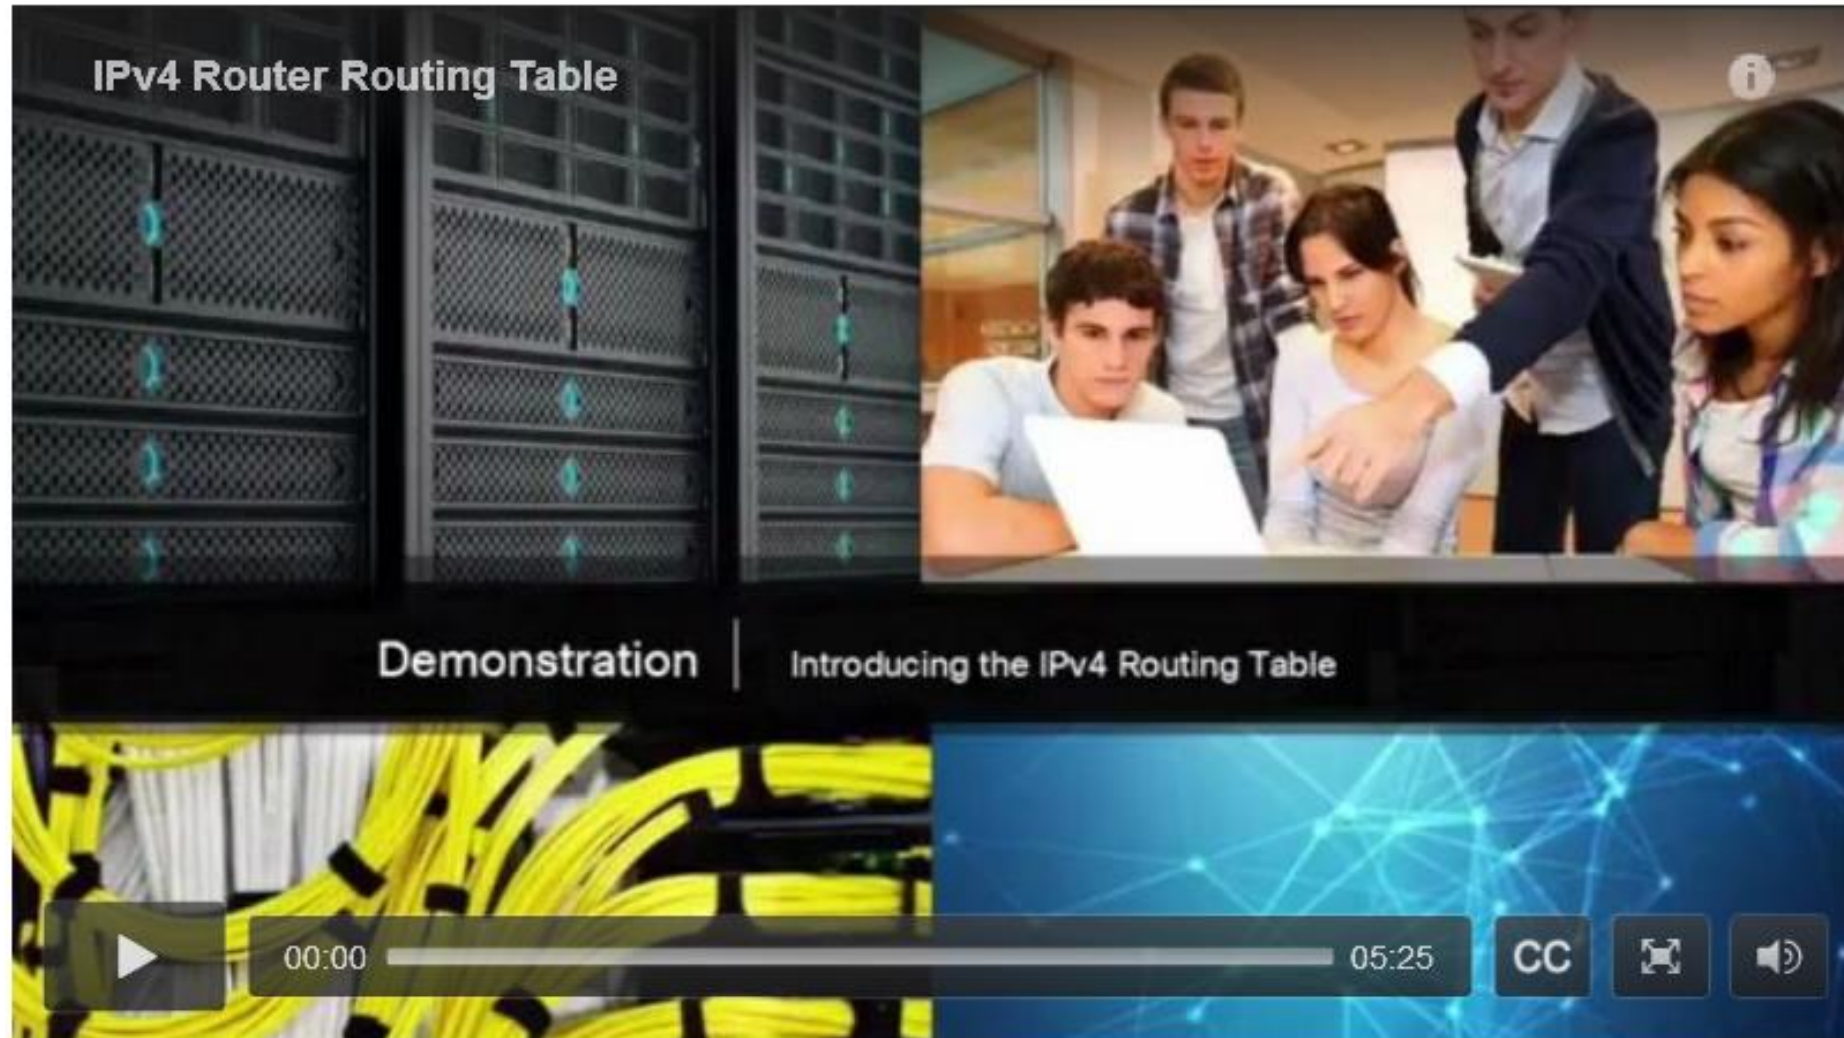 IPv4 Router Routing Table
Demonstration
Introducing the IPv4 Routing Table
00:00
05:25
CC